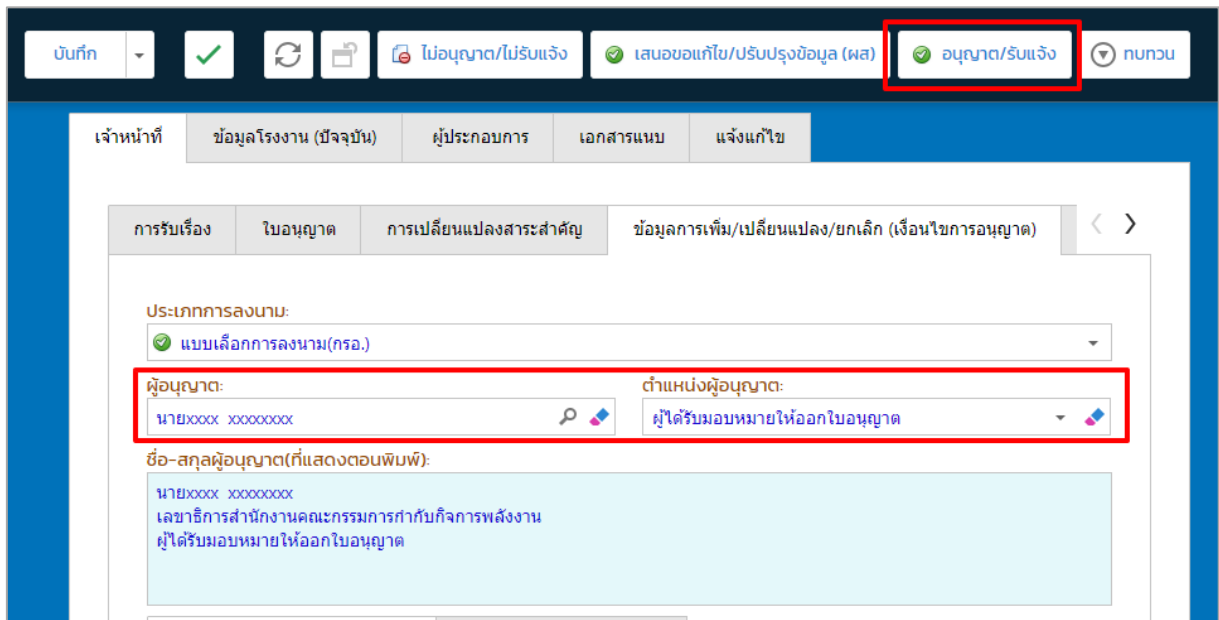 บันทึก ไม่อนุญาต/ไม่รับแจ้ง เสนอขอแก้ไข/ปรับปรุงข้อมูล (ผส) อนุญาต/รับแจ้ง ทบทวน
เจ้าหน้าที่ ข้อมูลโรงงาน (ปัจจุบัน) ผู้ประกอบการ เอกสารแนบ แจ้งแก้ไข
การรับเรื่อง ใบอนุญาต การเปลี่ยนแปลงสาระสำคัญ ข้อมูลการเพิ่ม/เปลี่ยนแปลง/ยกเลิก (เงื่อนไขการอนุญาต)
ประเภทการลงนาม:
แบบเลือกการลงนาม(กรอ.)
ผู้อนุญาต: ตำแหน่งผู้อนุญาต:
นายxxxx xxxxxxxx ผู้ได้รับมอบหมายให้ออกใบอนุญาต
ชื่อ-สกุลผู้อนุญาต(ที่แสดงตอนพิมพ์):
นายxxxx xxxxxxxx
เลขาธิการสำนักงานคณะกรรมการกำกับกิจการพลังงาน
ผู้ได้รับมอบหมายให้ออกใบอนุญาต